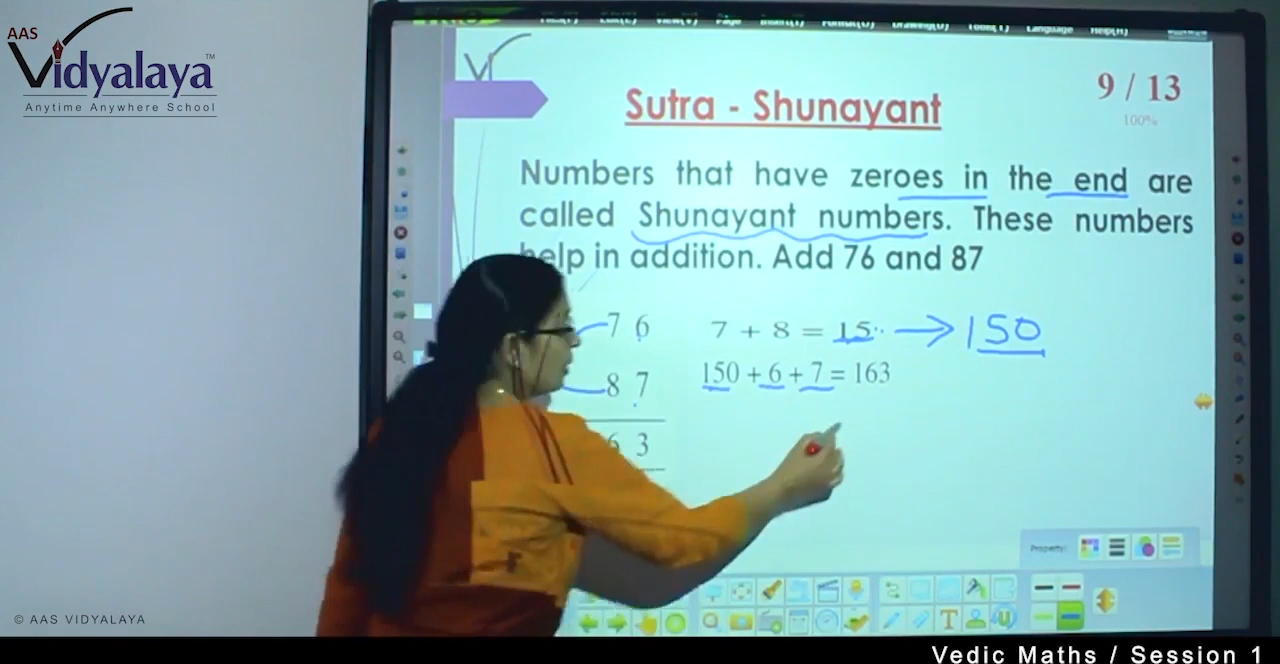 AAS
Vidyalaya™
Anytime Anywhere School
Sutra - Shunayant
9 / 13
100%
Numbers that have zeroes in the end are
called Shunayant numbers. These numbers
help in addition. Add 76 and 87
7 6
7 + 8 = 15
150
8 7
150 + 6 + 7 = 163
6 3
Property:
© AAS VIDYALAYA
Vedic Maths / Session 1